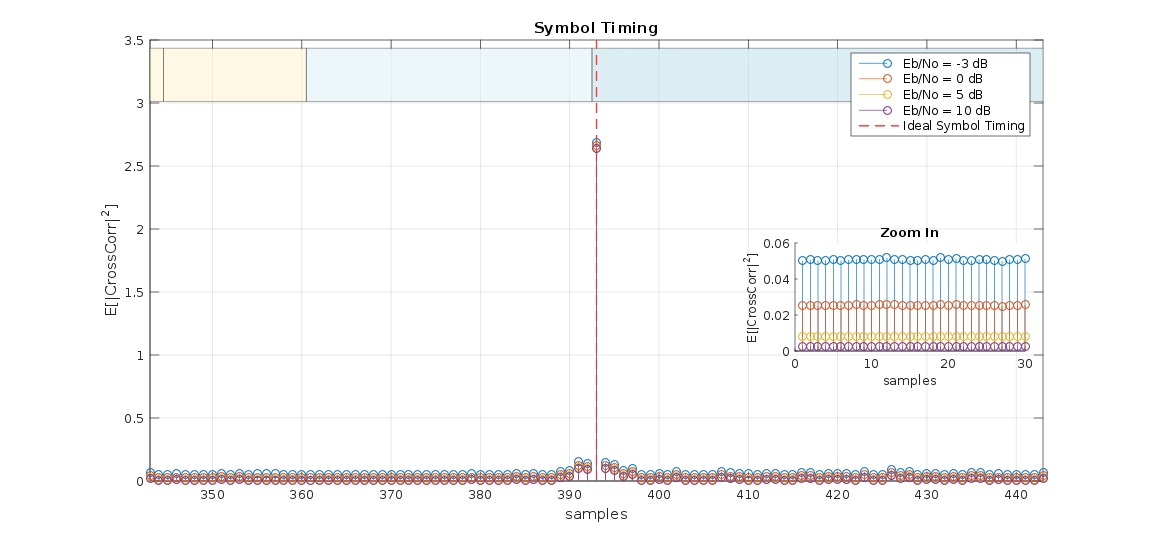 Symbol Timing
3.5
3
2.5
2
1.5
1
0.5
0
E[|CrossCorr|²]
350
360
370
380
390
400
410
420
430
440
samples
Eb/No = -3 dB
Eb/No = 0 dB
Eb/No = 5 dB
Eb/No = 10 dB
Ideal Symbol Timing
Zoom In
0.06
0.04
0.02
0
E[|CrossCorr|²]
0
10
20
30
samples